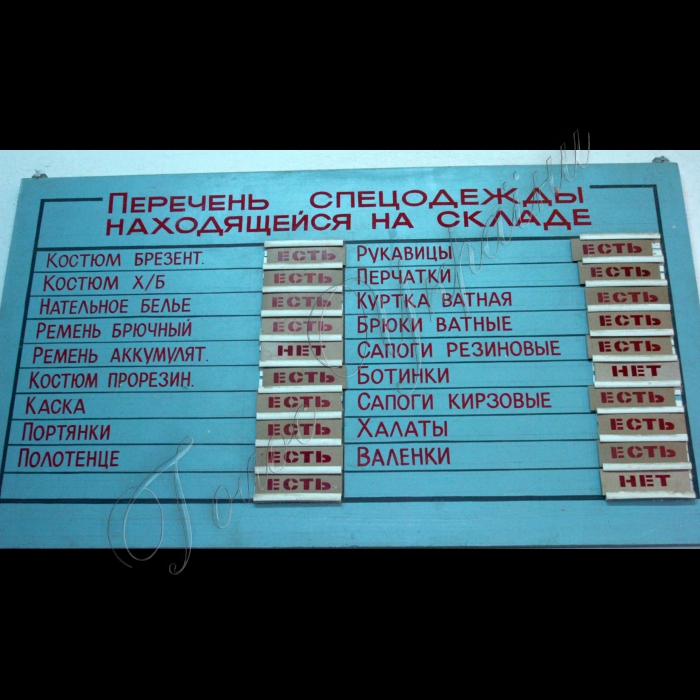 Перечень спецодежды
находящейся на складе
Костюм брезент. есть
Костюм х/б есть
Нательное белье есть
Ремень брючный есть
Ремень аккумулят. нет
Костюм прорезин. есть
Каска есть
Портянки есть
Полотенце есть
есть
Рукавицы есть
Перчатки есть
Куртка ватная есть
Брюки ватные есть
Сапоги резиновые есть
Ботинки нет
Сапоги кирзовые есть
Халаты есть
Валенки есть
нет
Голос України